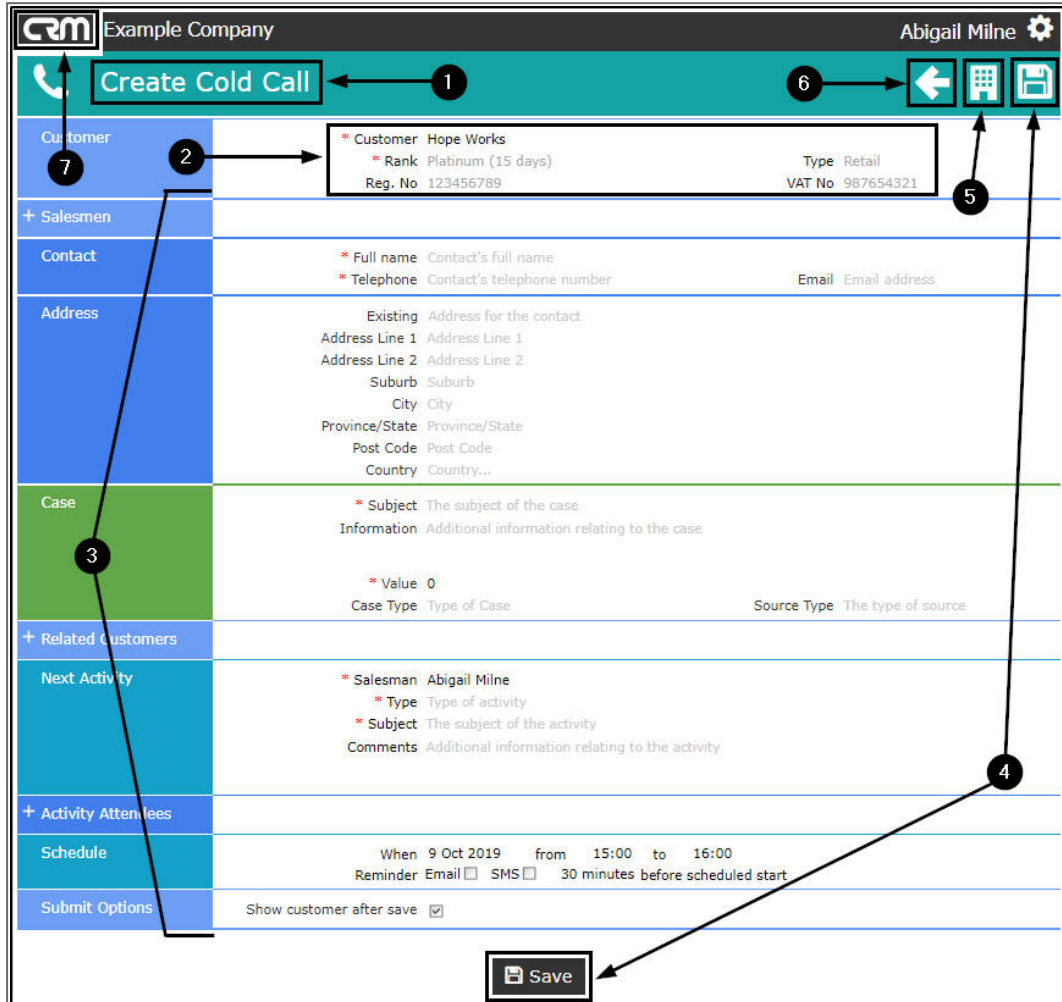 CRM Example Company Abigail Milne
Create Cold Call 1 6
Customer * Customer Hope Works
2 * Rank Platinum (15 days) Type Retail
7 Reg. No 123456789 VAT No 987654321
5
+ Salesmen
Contact * Full name Contact's full name
* Telephone Contact's telephone number Email Email address
Address Existing Address for the contact
Address Line 1 Address Line 1
Address Line 2 Address Line 2
Suburb Suburb
City City
Province/State Province/State
Post Code Post Code
Country Country...
Case * Subject The subject of the case
Information Additional information relating to the case
3
* Value 0
Case Type Type of Case Source Type The type of source
+ Related Customers
Next Activity * Salesman Abigail Milne
* Type Type of activity
* Subject The subject of the activity
Comments Additional information relating to the activity
4
+ Activity Attendees
Schedule When 9 Oct 2019 from 15:00 to 16:00
Reminder Email SMS 30 minutes before scheduled start
Submit Options Show customer after save
Save